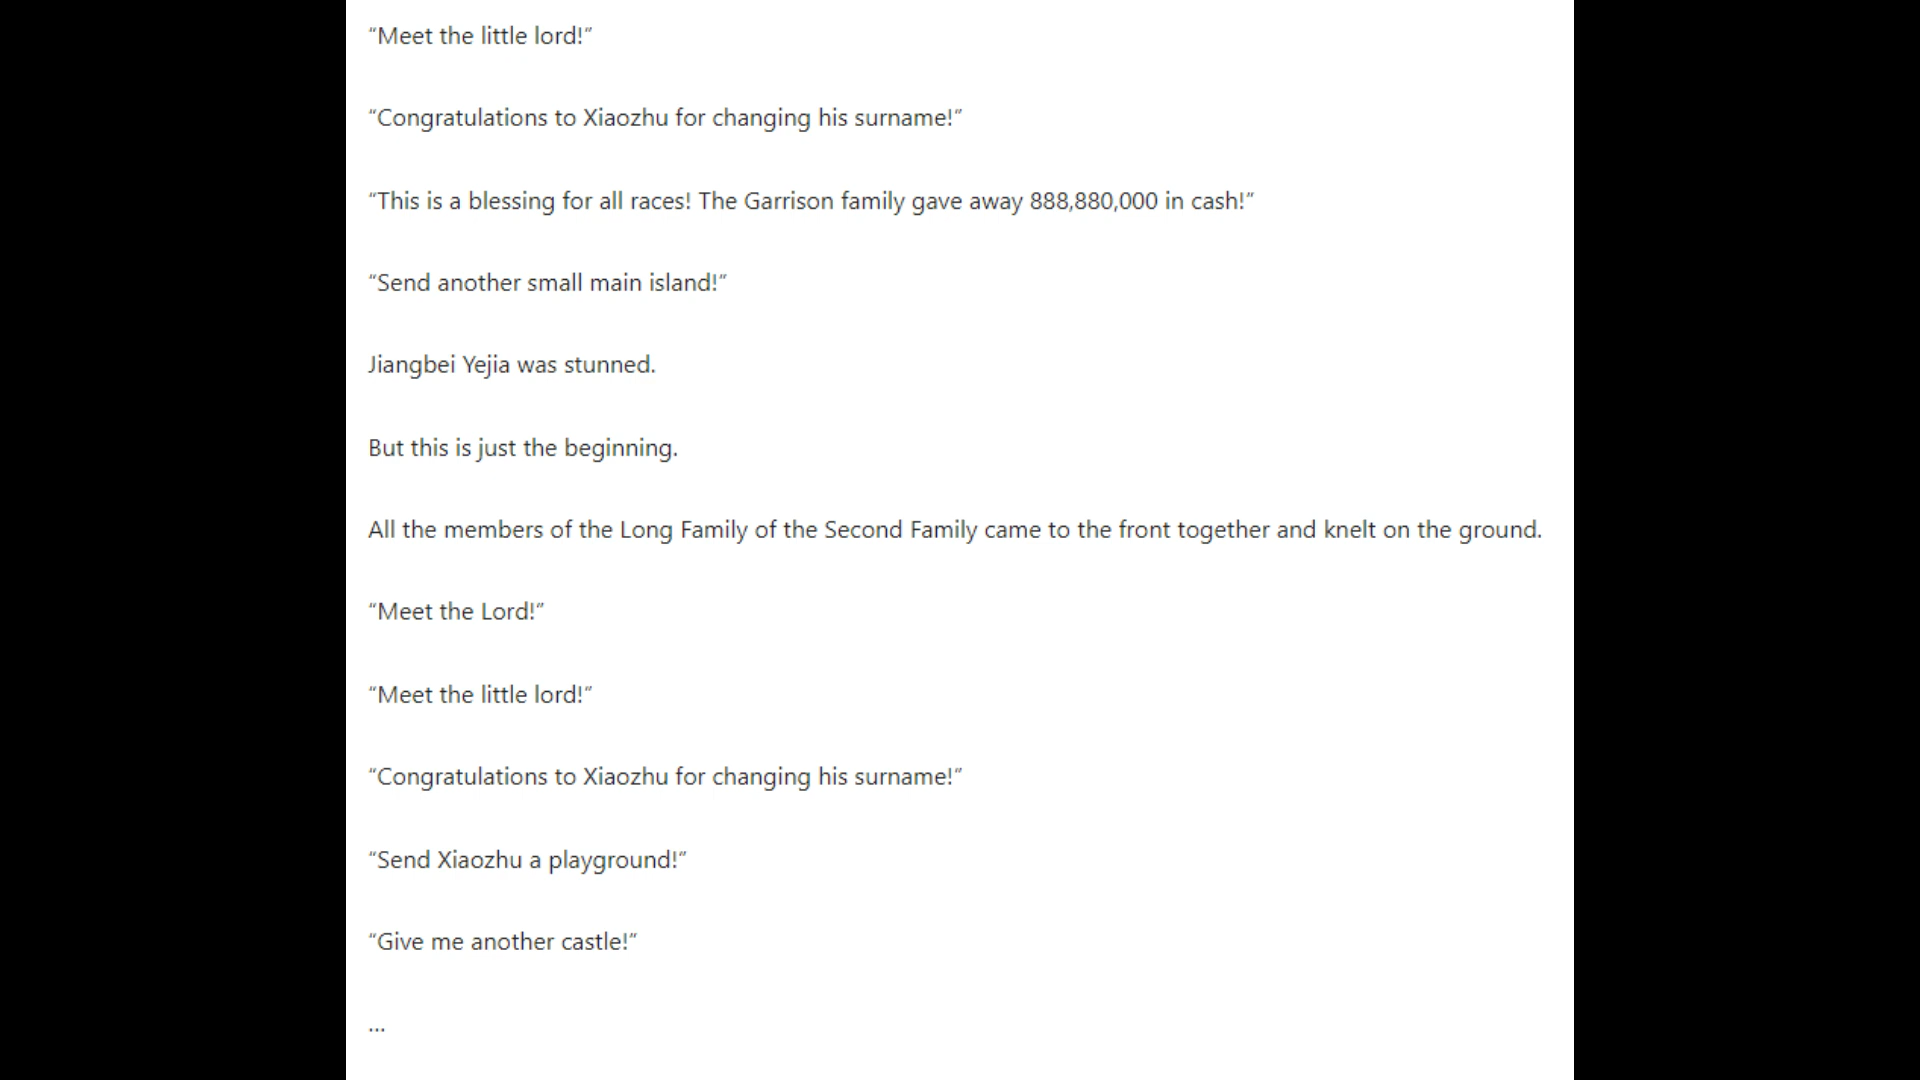 “Meet the little lord!”
“Congratulations to Xiaozhu for changing his surname!”
“This is a blessing for all races! The Garrison family gave away 888,880,000 in cash!”
“Send another small main island!”
Jiangbei Yejia was stunned.
But this is just the beginning.
All the members of the Long Family of the Second Family came to the front together and knelt on the ground.
“Meet the Lord!”
“Meet the little lord!”
“Congratulations to Xiaozhu for changing his surname!”
“Send Xiaozhu a playground!”
“Give me another castle!”
...